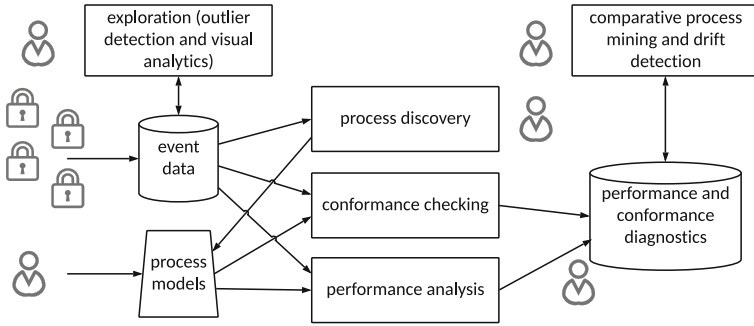 exploration (outlier
detection and visual
analytics)
comparative process
mining and drift
detection
event
data
process discovery
conformance checking
performance and
conformance
diagnostics
process
models
performance analysis